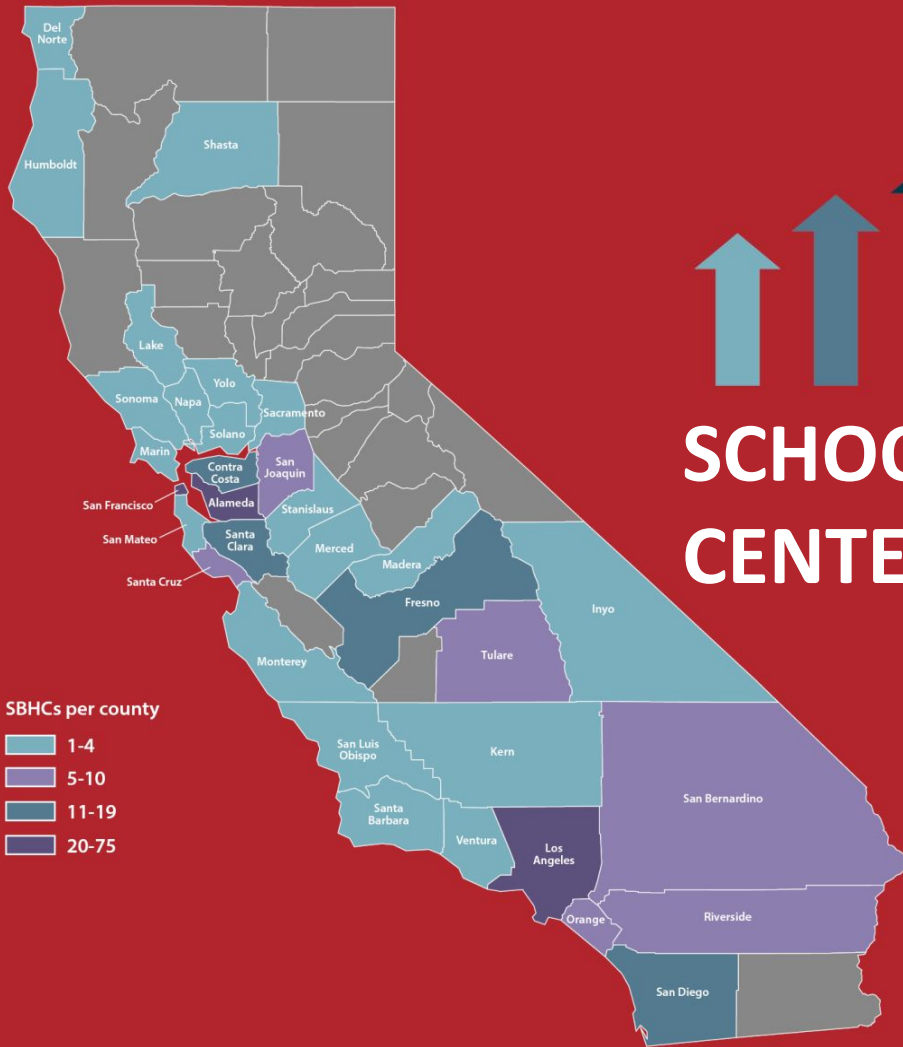 Del
Norte
Humboldt
Shasta
Lake
Sonoma
Napa
Yolo
Sacramento
Solano
Marin
Contra
Costa
San
Joaquin
San Francisco
Alameda
Stanislaus
San Mateo
Santa
Clara
Merced
Madera
Santa Cruz
Fresno
Inyo
Monterey
Tulare
SCHOO
CENTE
SBHCs per county
1-4
5-10
11-19
20-75
San Luis
Obispo
Kern
Santa
Barbara
Ventura
Los
Angeles
San Bernardino
Orange
Riverside
San Diego